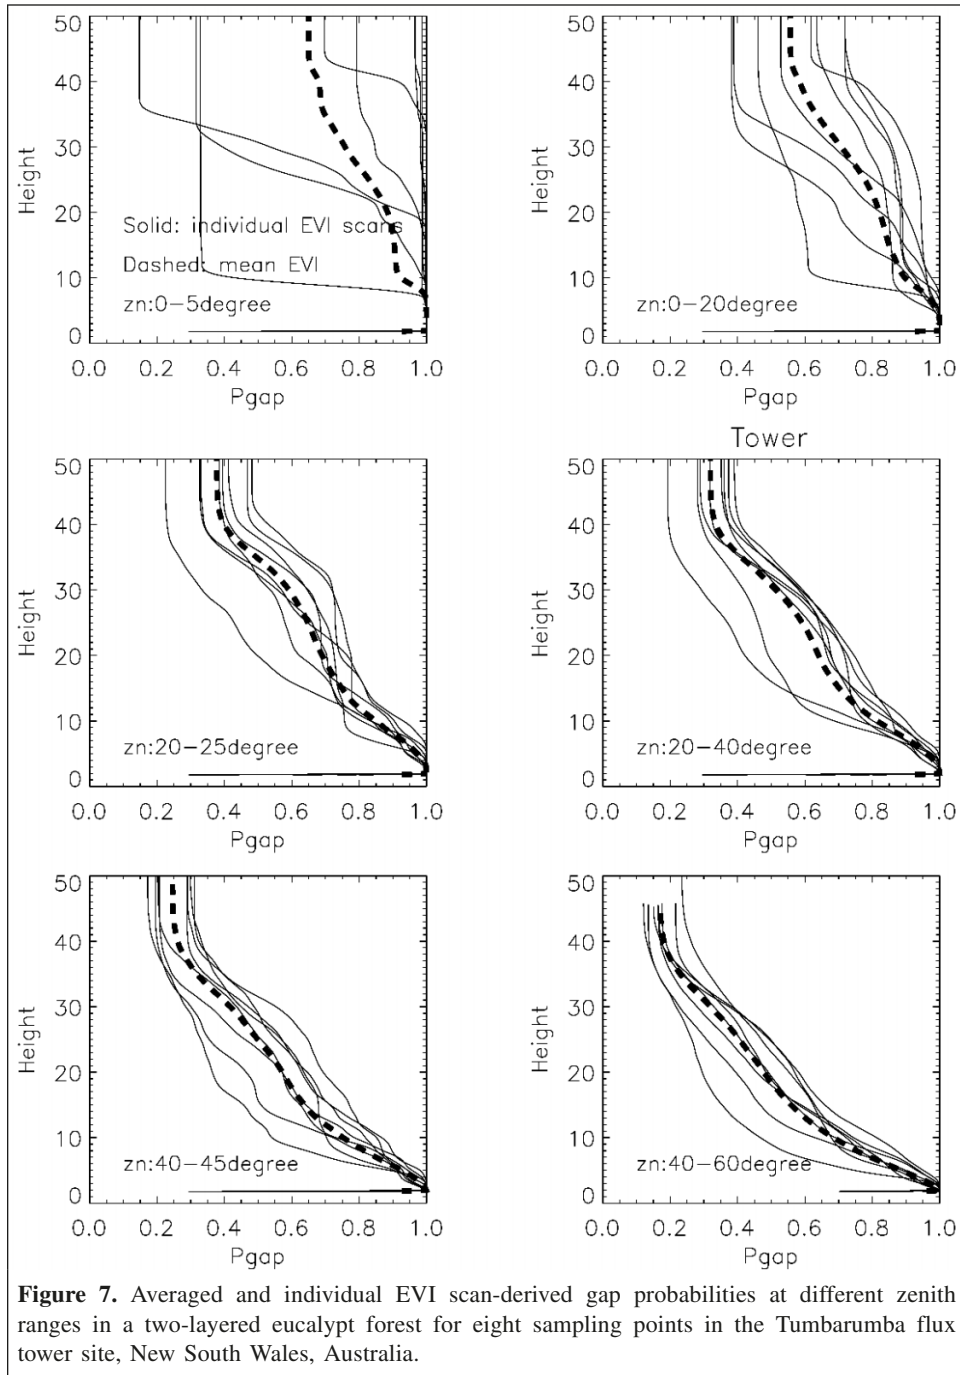 50
40
30
20
10
0
Height
Solid: individual EVI scans
Dashed: mean EVI
zn:0-5degree
0.0 0.2 0.4 0.6 0.8 1.0
Pgap
50
40
30
20
10
0
Height
zn:0-20degree
0.0 0.2 0.4 0.6 0.8 1.0
Pgap
50
40
30
20
10
0
Height
zn:20-25degree
0.0 0.2 0.4 0.6 0.8 1.0
Pgap
Tower
50
40
30
20
10
0
Height
zn:20-40degree
0.0 0.2 0.4 0.6 0.8 1.0
Pgap
50
40
30
20
10
0
Height
zn:40-45degree
0.0 0.2 0.4 0.6 0.8 1.0
Pgap
50
40
30
20
10
0
Height
zn:40-60degree
0.0 0.2 0.4 0.6 0.8 1.0
Pgap
Figure 7. Averaged and individual EVI scan-derived gap probabilities at different zenith
ranges in a two-layered eucalypt forest for eight sampling points in the Tumbarumba flux
tower site, New South Wales, Australia.